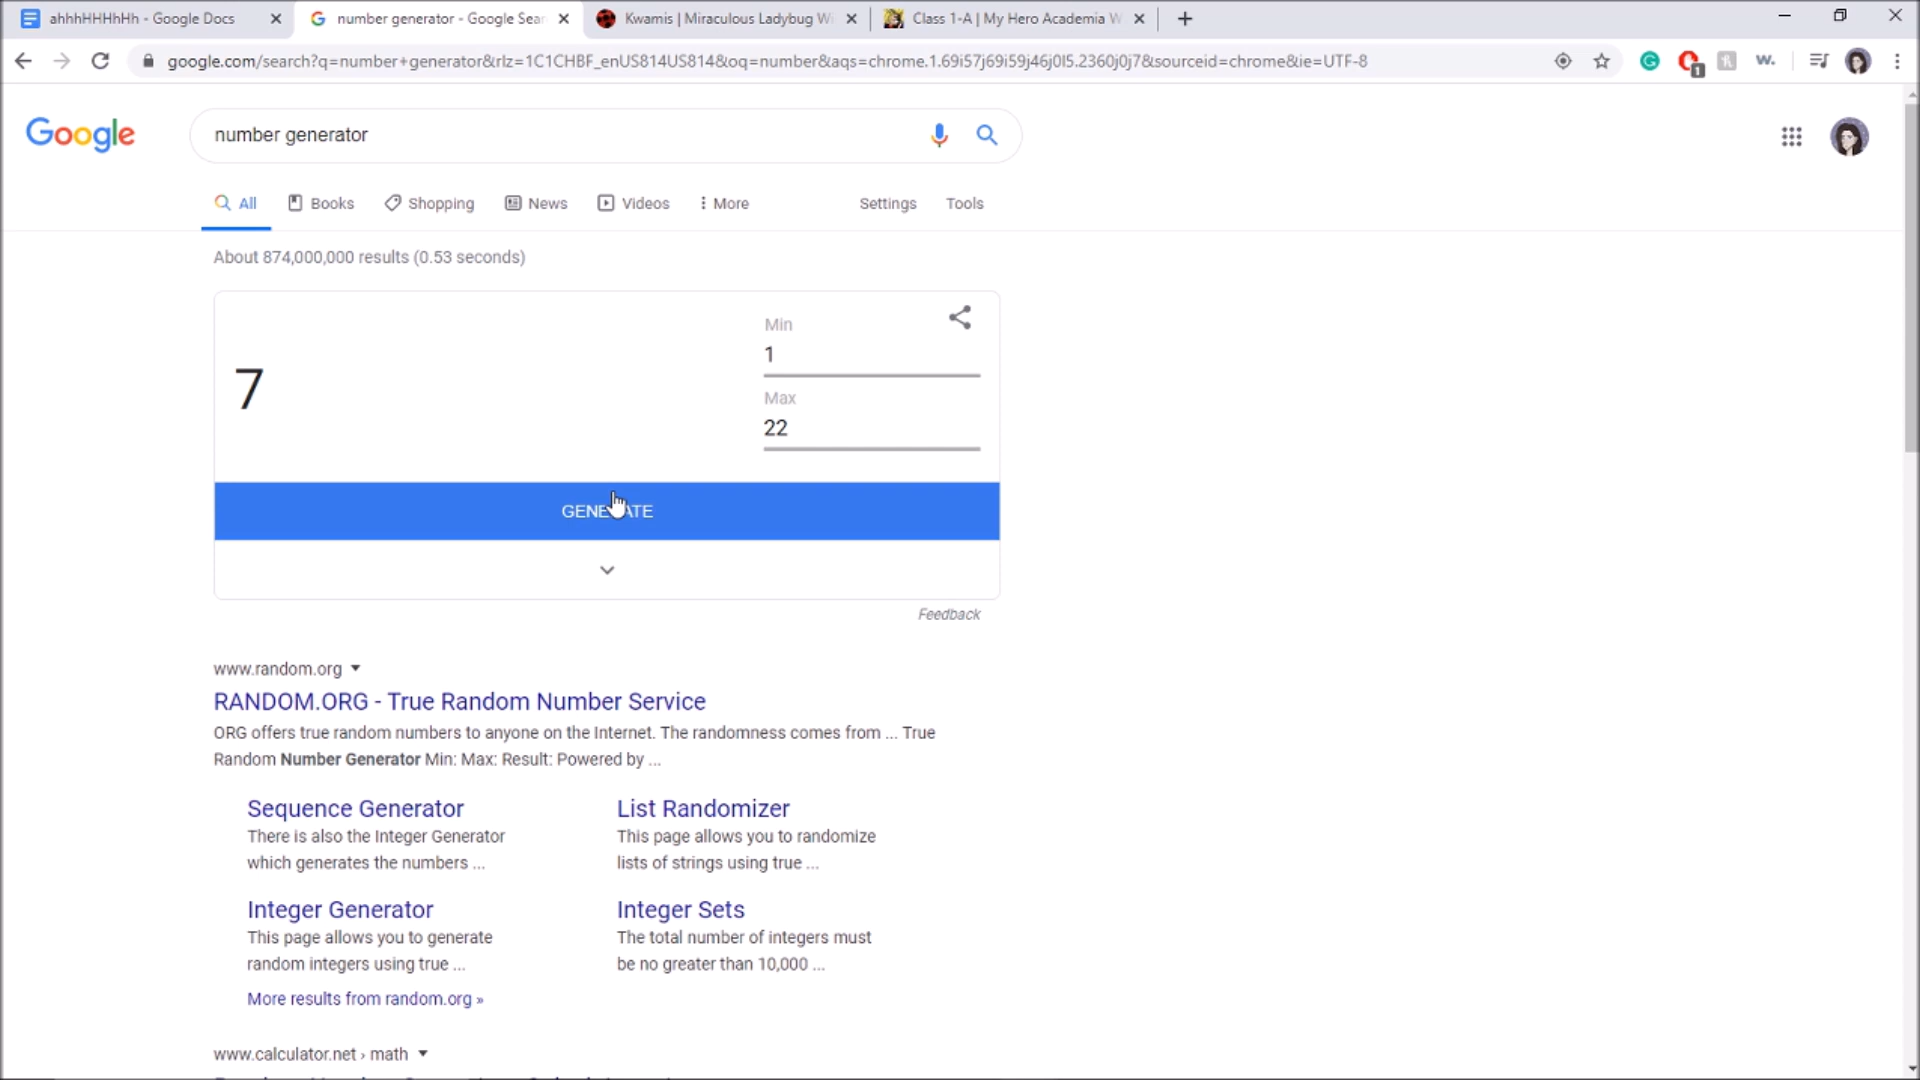 ahhhHHHhHh - Google Docs
number generator - Google Sear
Kwamis | Miraculous Ladybug Wi
Class 1-A | My Hero Academia W
google.com/search?q=number+generator&rlz=1C1CHBF_enUS814US814&oq=number&aqs=chrome.1.69i57j69i59j46j0l5.2360j0j7&sourceid=chrome&ie=UTF-8
1
w.
Google
number generator
All
Books
Shopping
News
Videos
More
Settings
Tools
About 874,000,000 results (0.53 seconds)
7
Min
1
Max
22
Feedback
www.random.org
RANDOM.ORG - True Random Number Service
ORG offers true random numbers to anyone on the Internet. The randomness comes from ... True
Random Number Generator Min: Max: Result: Powered by ...
Sequence Generator
There is also the Integer Generator
which generates the numbers ...
List Randomizer
This page allows you to randomize
lists of strings using true ...
Integer Generator
This page allows you to generate
random integers using true ...
Integer Sets
The total number of integers must
be no greater than 10,000 ...
More results from random.org »
www.calculator.net › math